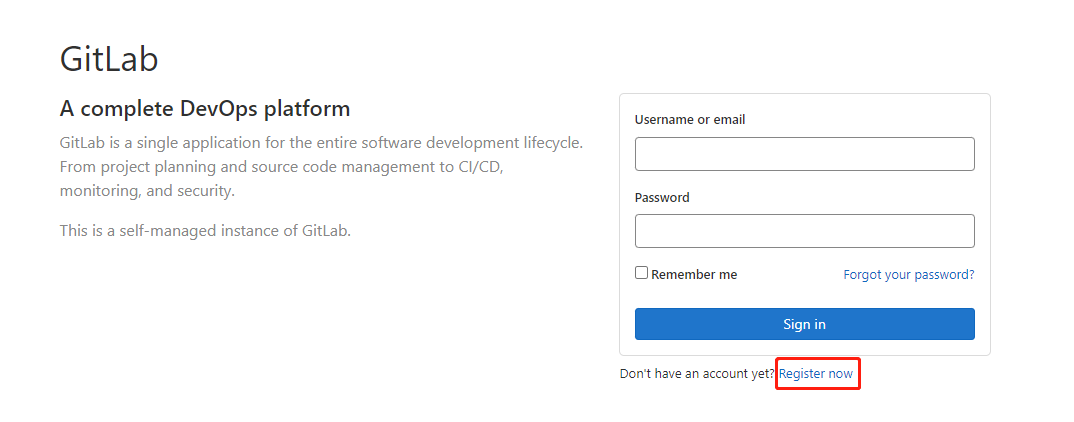 GitLab
A complete DevOps platform
GitLab is a single application for the entire software development lifecycle.
From project planning and source code management to CI/CD,
monitoring, and security.
This is a self-managed instance of GitLab.
Username or email
Password
Remember me
Forgot your password?
Sign in
Don't have an account yet? Register now